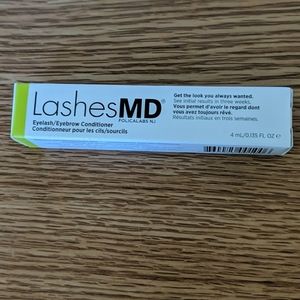 LashesMD®
FOLICALABS NJ
Eyelash/Eyebrow Conditioner
Conditionneur pour les cils/sourcils
Get the look you always wanted.
See initial results in three weeks.
Vous permet d'avoir le regard dont
vous avez toujours rêvé.
Résultats initiaux en trois semaines.
4 mL/0.135 FL OZ ℮